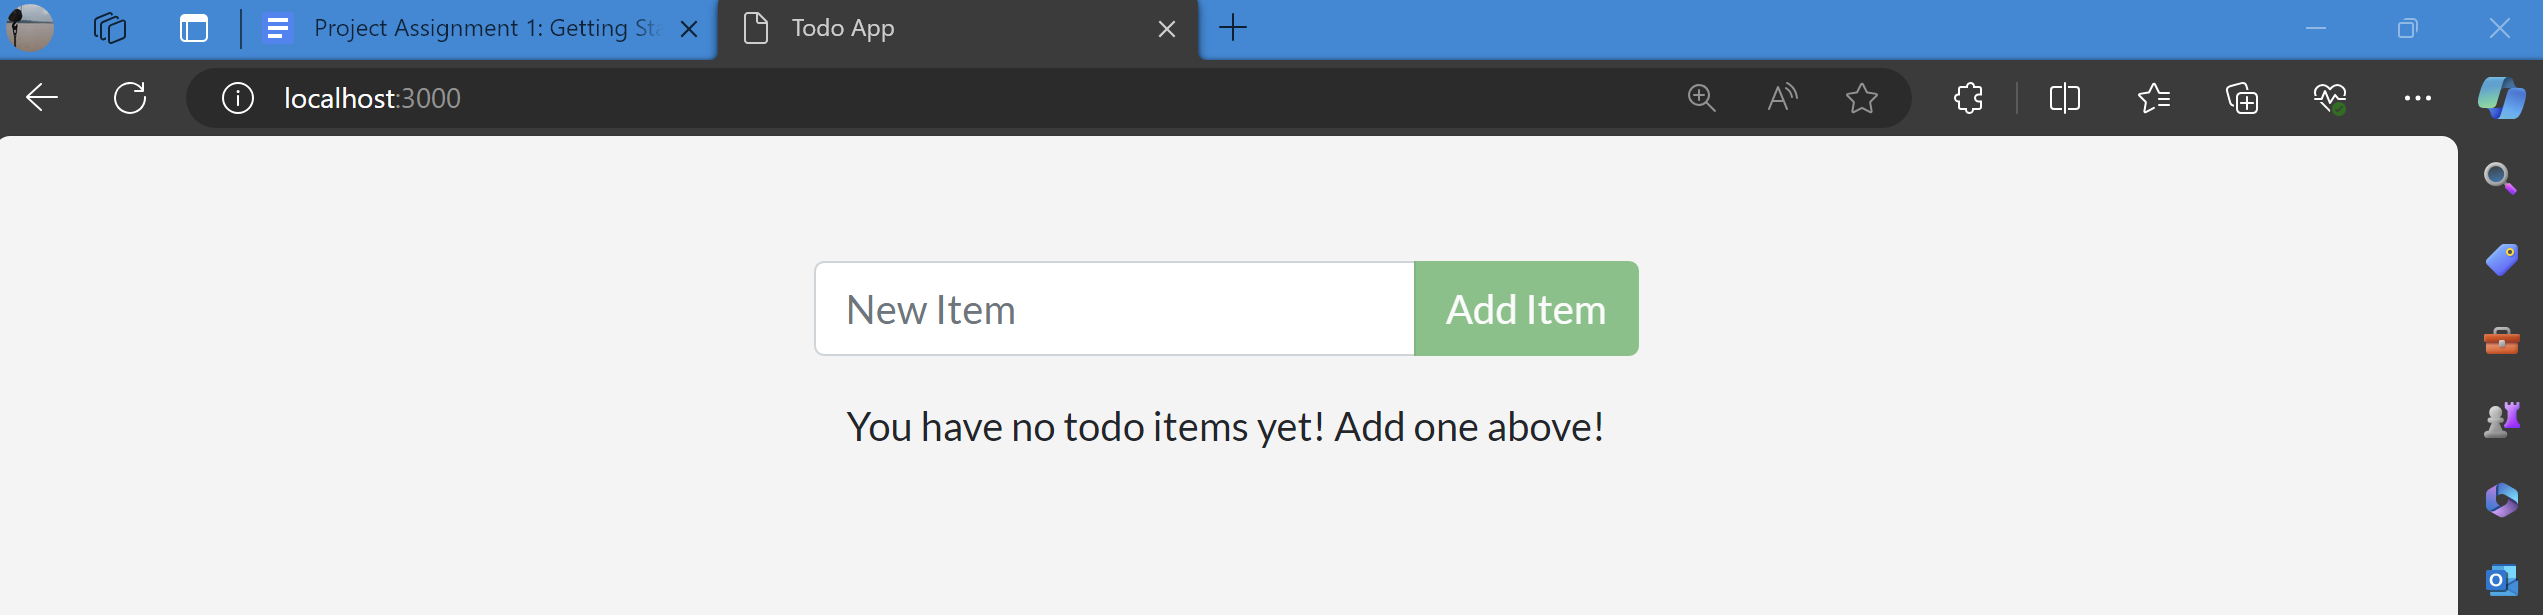 Project Assignment 1: Getting
Todo App
localhost:3000
New Item
Add Item
You have no todo items yet! Add one above!